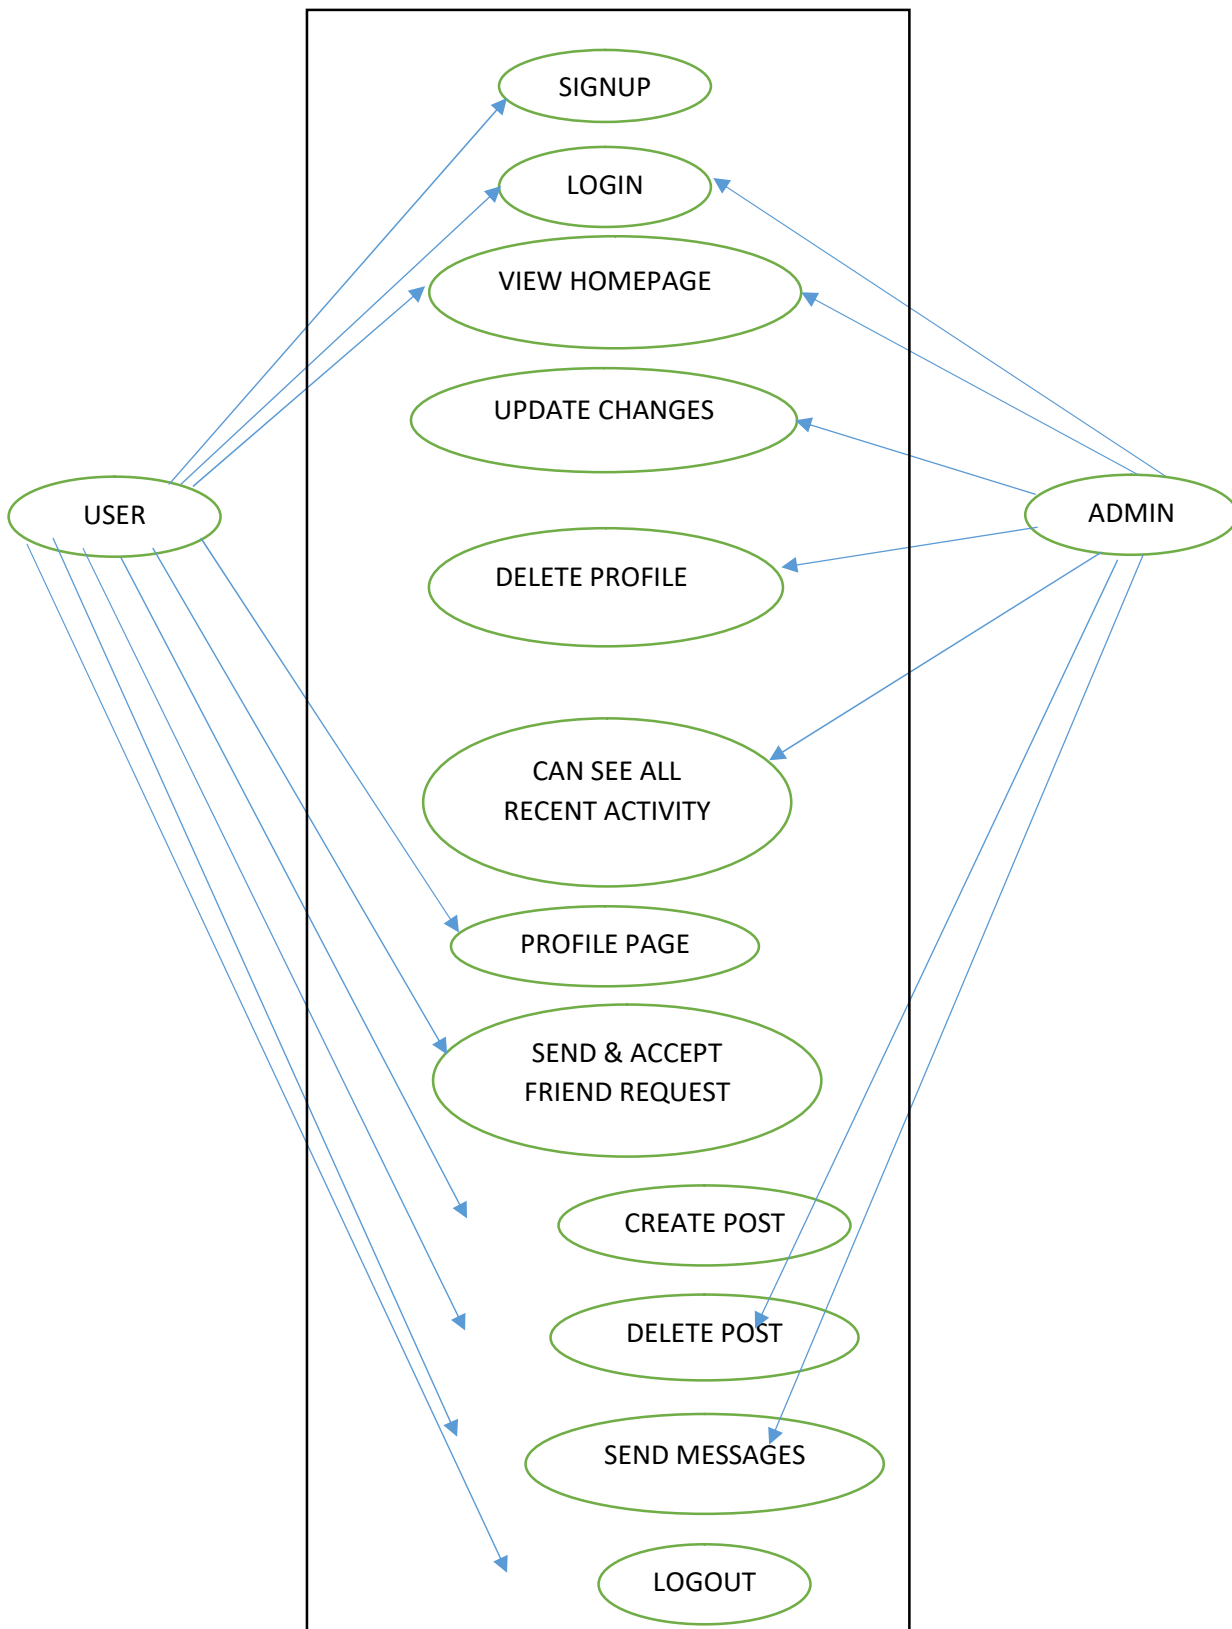 SIGNUP
LOGIN
VIEW HOMEPAGE
UPDATE CHANGES
USER
ADMIN
DELETE PROFILE
CAN SEE ALL
RECENT ACTIVITY
PROFILE PAGE
SEND & ACCEPT
FRIEND REQUEST
CREATE POST
DELETE POST
SEND MESSAGES
LOGOUT